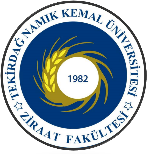 TEKİRDAĞ NAMIK KEMAL ÜNİVERSİTESİ
1982
ZİRAAT FAKÜLTESİ